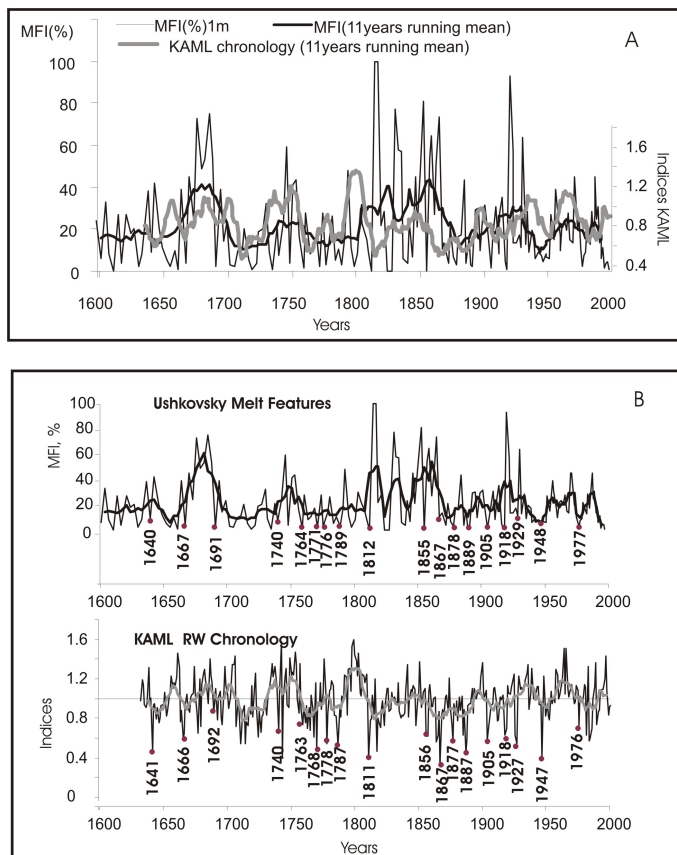 MFI(%)
MFI(%)1m
MFI(11years running mean)
KAML chronology (11years running mean)
A
100
80
60
40
20
0
1.6
1.2
0.8
0.4
Indices KAML
1600 1650 1700 1750 1800 1850 1900 1950 2000
Years
B
Ushkovsky Melt Features
MFI, %
100
80
60
40
20
0
1640 1667 1691 1740 1764 1771 1776 1789 1812 1855 1867 1878 1889 1905 1918 1929 1948 1977
1600 1650 1700 1750 1800 1850 1900 1950 2000
KAML RW Chronology
Indices
1.6
1.2
0.8
0.4
0
1641 1666 1692 1740 1763 1768 1778 1787 1811 1856 1867 1877 1887 1905 1918 1927 1947 1976
1600 1650 1700 1750 1800 1850 1900 1950 2000
Years